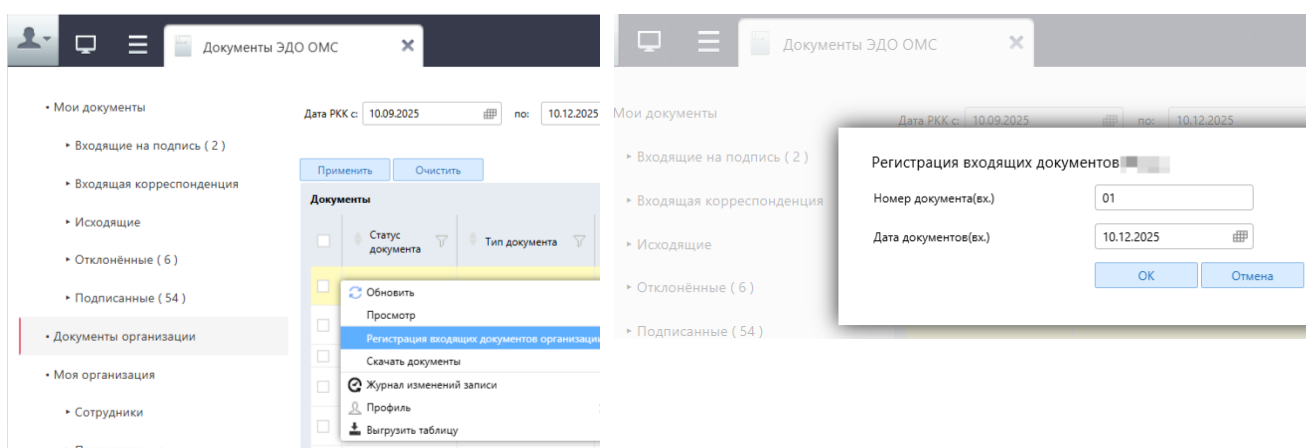 Документы ЭДО ОМС
• Мои документы
Дата РКК с: 10.09.2025 по: 10.12.2025
▸ Входящие на подпись ( 2 )
Применить Очистить
▸ Входящая корреспонденция
Документы
▸ Исходящие
Статус документа Тип документа
▸ Отклонённые ( 6 )
▸ Подписанные ( 54 )
• Документы организации
• Моя организация
▸ Сотрудники
Обновить
Просмотр
Регистрация входящих документов организации
Скачать документы
Журнал изменений записи
Профиль
Выгрузить таблицу
Документы ЭДО ОМС
Мои документы
Дата РКК с: 10.09.2025 по: 10.12.2025
▸ Входящие на подпись ( 2 )
▸ Входящая корреспонденция
▸ Исходящие
▸ Отклонённые ( 6 )
▸ Подписанные ( 54 )
Регистрация входящих документов
Номер документа(вх.) 01
Дата документов(вх.) 10.12.2025
ОК Отмена